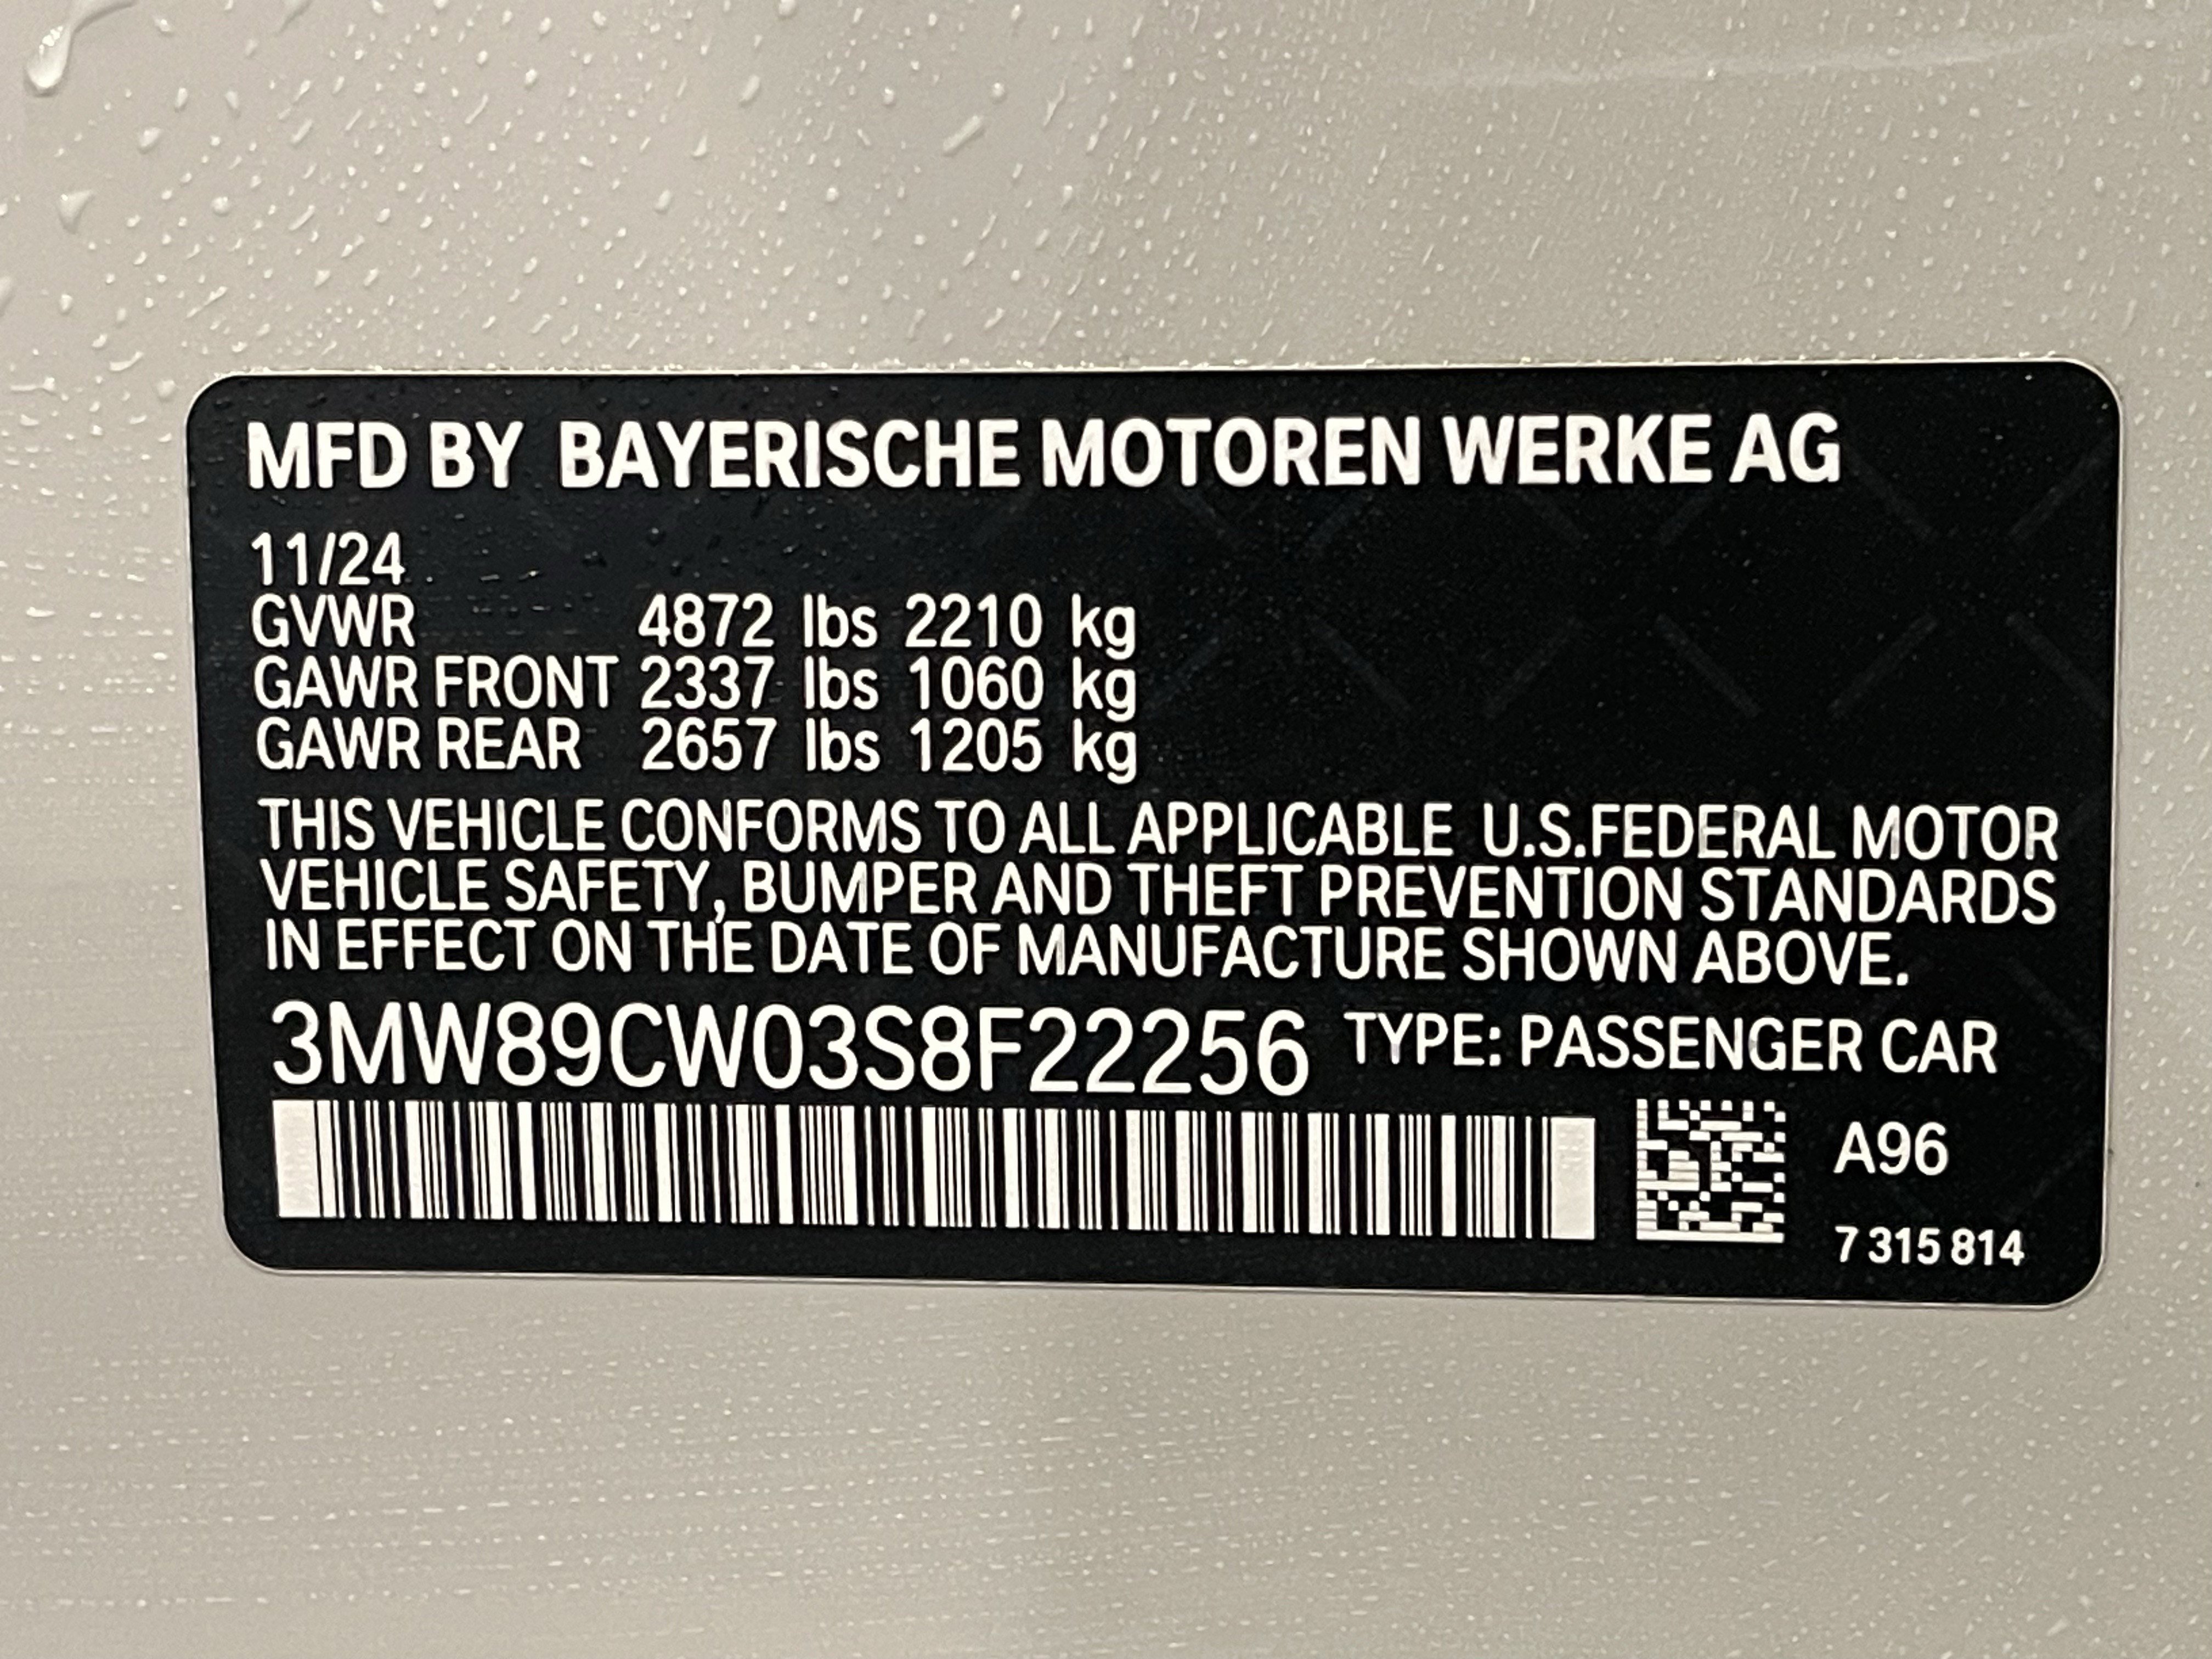 MFD BY BAYERISCHE MOTOREN WERKE AG
11/24
GVWR 4872 lbs 2210 kg
GAWR FRONT 2337 lbs 1060 kg
GAWR REAR 2657 lbs 1205 kg
THIS VEHICLE CONFORMS TO ALL APPLICABLE U.S.FEDERAL MOTOR
VEHICLE SAFETY, BUMPER AND THEFT PREVENTION STANDARDS
IN EFFECT ON THE DATE OF MANUFACTURE SHOWN ABOVE.
3MW89CW03S8F22256 TYPE: PASSENGER CAR
A96
7 315 814